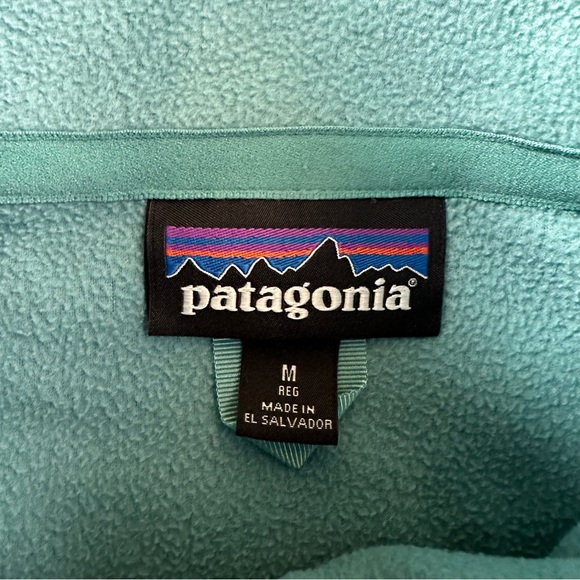 patagonia®
M
REG
MADE IN
EL SALVADOR